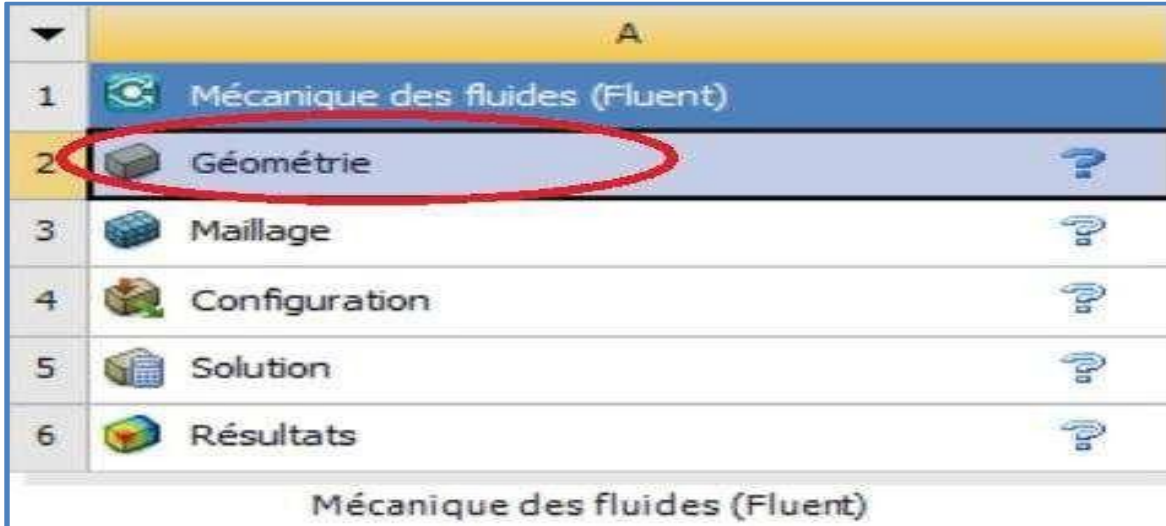 A
1 Mécanique des fluides (Fluent)
2 Géométrie ?
3 Maillage ?
4 Configuration ?
5 Solution ?
6 Résultats ?
Mécanique des fluides (Fluent)